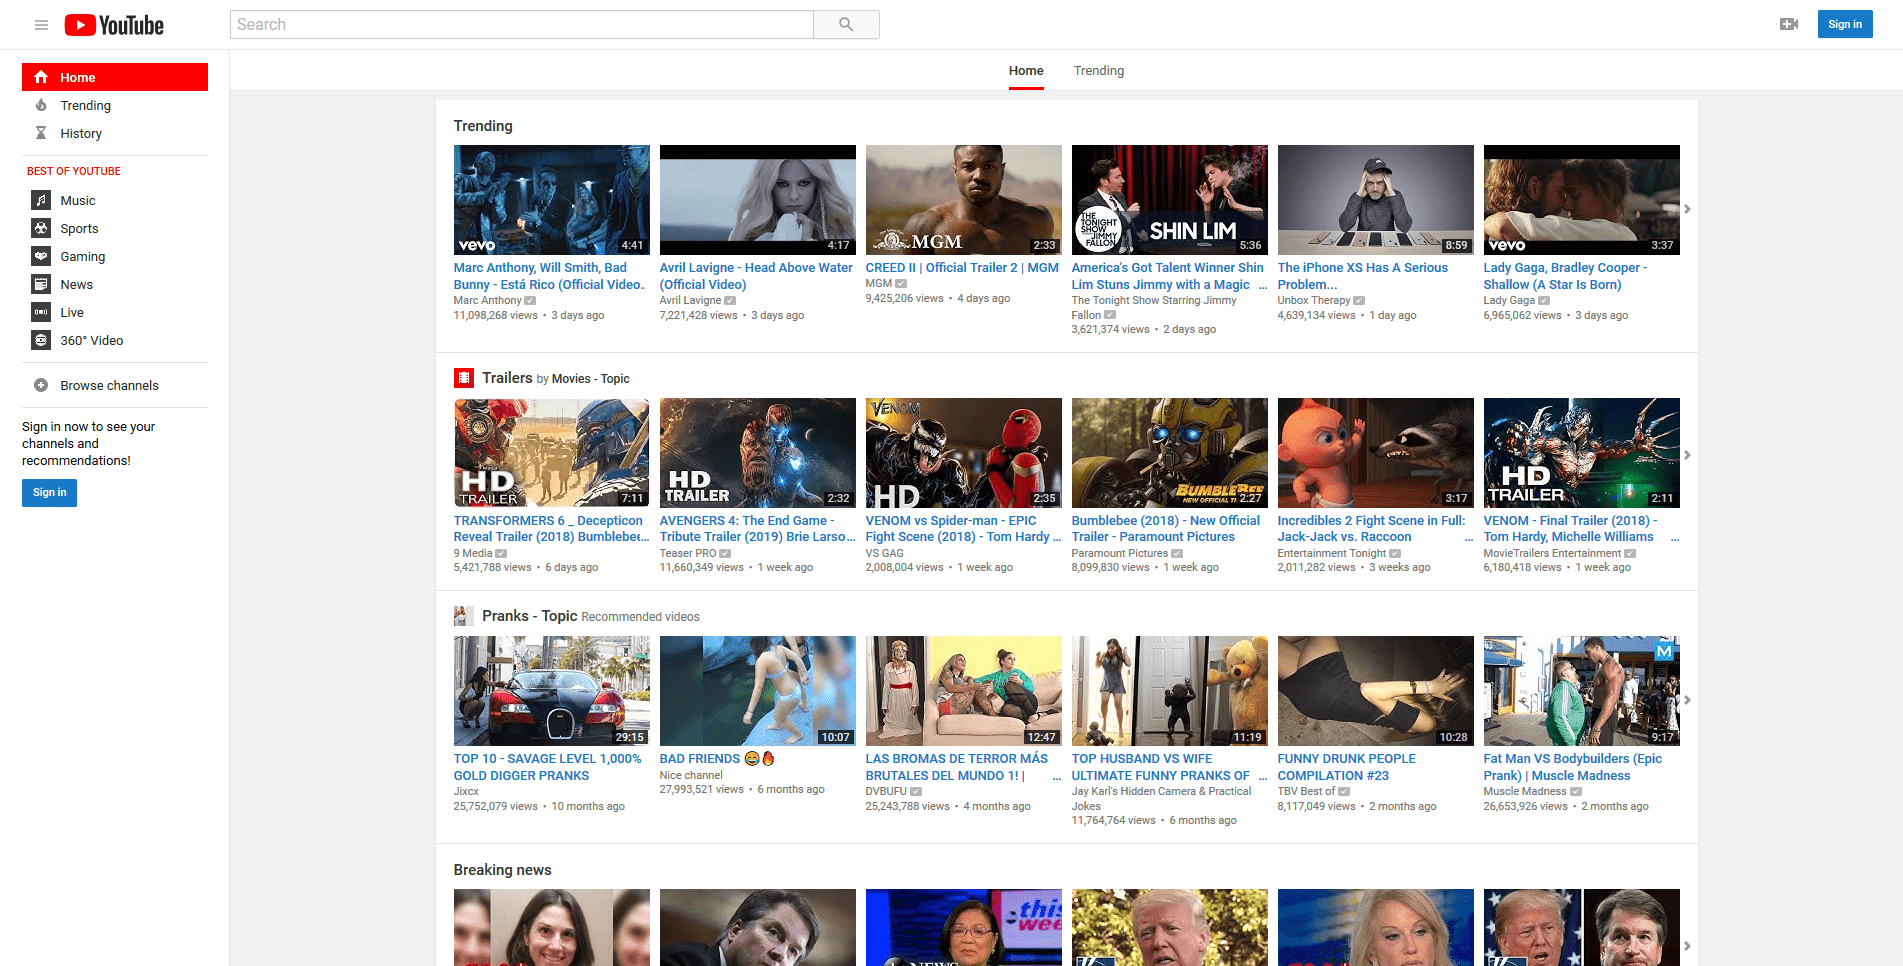 YouTube
Search
Sign in
Home
Trending
History
BEST OF YOUTUBE
Music
Sports
Gaming
News
Live
360° Video
Browse channels
Sign in now to see your
channels and
recommendations!
Sign in
Home Trending
Trending
vevo 4:41
4:17
MGM 2:33
THE TONIGHT SHOW JIMMY FALLON SHIN LIM 5:36
8:59
vevo 3:37
Marc Anthony, Will Smith, Bad
Bunny - Está Rico (Official Video..
Marc Anthony
11,098,268 views • 3 days ago
Avril Lavigne - Head Above Water
(Official Video)
Avril Lavigne
7,221,428 views • 3 days ago
CREED II | Official Trailer 2 | MGM
MGM
9,425,206 views • 4 days ago
America's Got Talent Winner Shin
Lim Stuns Jimmy with a Magic ...
The Tonight Show Starring Jimmy
Fallon
3,621,374 views • 2 days ago
The iPhone XS Has A Serious
Problem...
Unbox Therapy
4,639,134 views • 1 day ago
Lady Gaga, Bradley Cooper -
Shallow (A Star Is Born)
Lady Gaga
6,965,062 views • 3 days ago
Trailers by Movies - Topic
HD TRAILER 7:11
HD TRAILER 2:32
VENOM HD 2:35
BUMBLEBEE NEW OFFICIAL 2:27
3:17
HD TRAILER 2:11
TRANSFORMERS 6 _ Decepticon
Reveal Trailer (2018) Bumblebee...
9 Media
5,421,788 views • 6 days ago
AVENGERS 4: The End Game -
Tribute Trailer (2019) Brie Larso...
Teaser PRO
11,660,349 views • 1 week ago
VENOM vs Spider-man - EPIC
Fight Scene (2018) - Tom Hardy ...
VS GAG
2,008,004 views • 1 week ago
Bumblebee (2018) - New Official
Trailer - Paramount Pictures
Paramount Pictures
8,099,830 views • 1 week ago
Incredibles 2 Fight Scene in Full:
Jack-Jack vs. Raccoon ...
Entertainment Tonight
2,011,282 views • 3 weeks ago
VENOM - Final Trailer (2018) -
Tom Hardy, Michelle Williams ...
MovieTrailers Entertainment
6,180,418 views • 1 week ago
Pranks - Topic Recommended videos
29:15
10:07
12:47
11:19
10:28
M 9:17
TOP 10 - SAVAGE LEVEL 1,000%
GOLD DIGGER PRANKS
Jixcx
25,752,079 views • 10 months ago
BAD FRIENDS 😂🔥
Nice channel
27,993,521 views • 6 months ago
LAS BROMAS DE TERROR MÁS
BRUTALES DEL MUNDO 1! | ...
DVBUFU
25,243,788 views • 4 months ago
TOP HUSBAND VS WIFE
ULTIMATE FUNNY PRANKS OF ...
Jay Karl's Hidden Camera & Practical
Jokes
11,764,764 views • 6 months ago
FUNNY DRUNK PEOPLE
COMPILATION #23
TBV Best of
8,117,049 views • 2 months ago
Fat Man VS Bodybuilders (Epic
Prank) | Muscle Madness
Muscle Madness
26,653,926 views • 2 months ago
Breaking news
this
week
NEWS